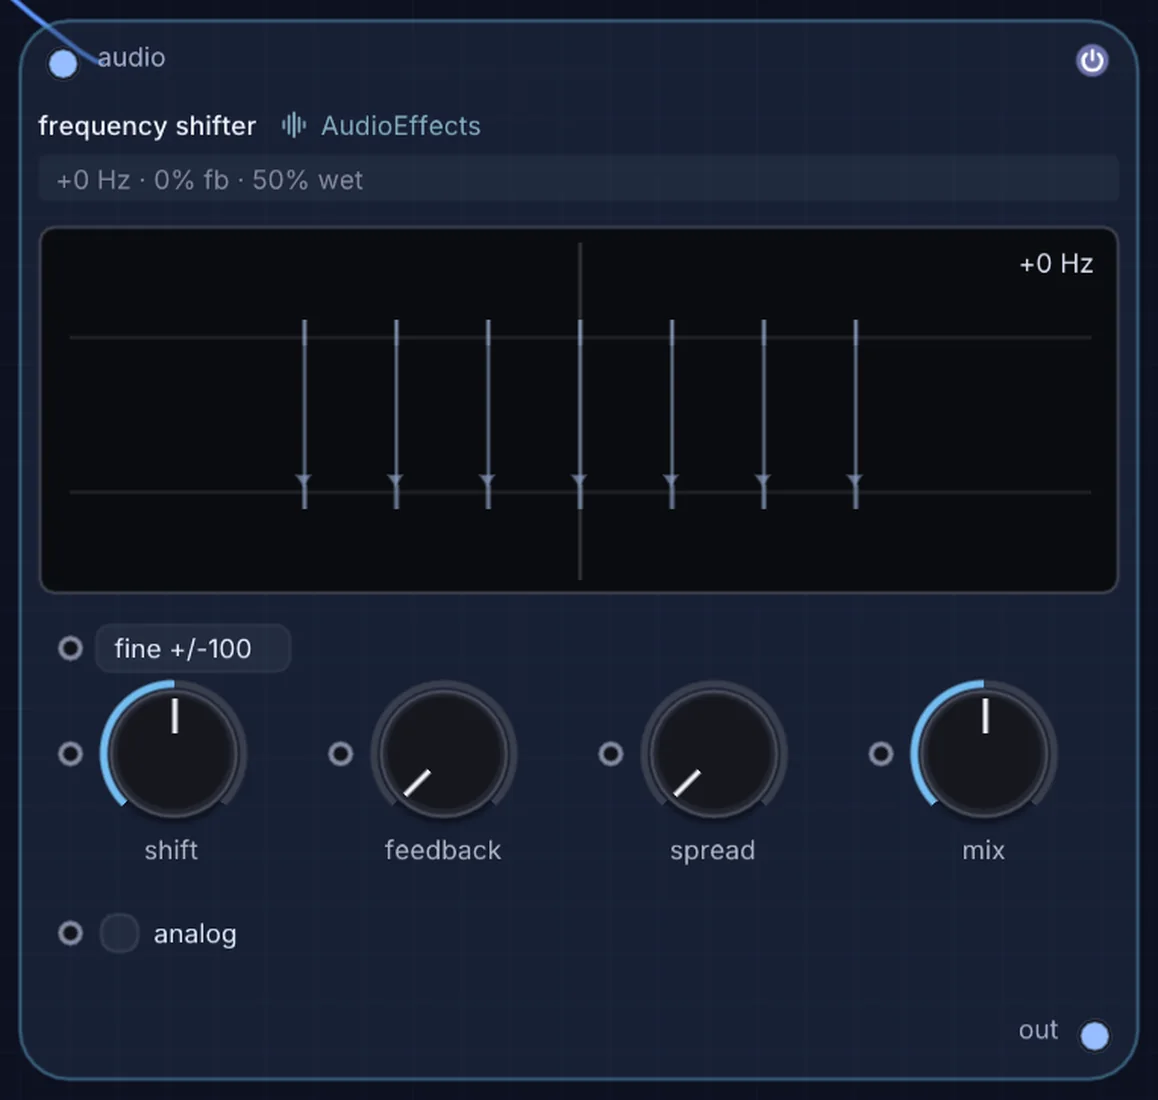 audio
frequency shifter AudioEffects
+0 Hz · 0% fb · 50% wet
+0 Hz
fine +/-100
shift feedback spread mix
analog
out